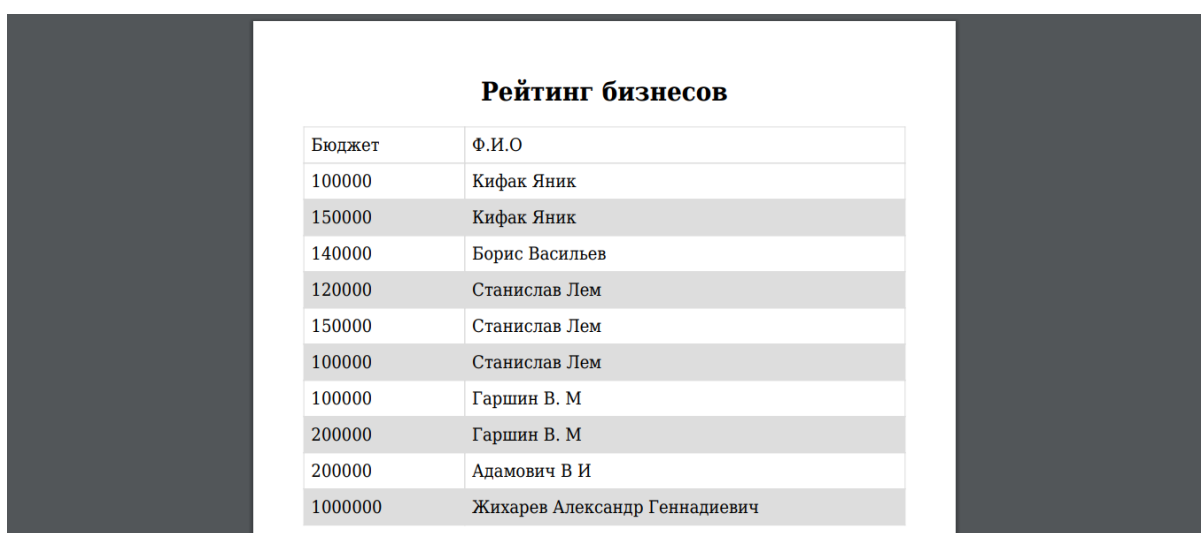 Рейтинг бизнесов
Бюджет Ф.И.О
100000 Кифак Яник
150000 Кифак Яник
140000 Борис Васильев
120000 Станислав Лем
150000 Станислав Лем
100000 Станислав Лем
100000 Гаршин В. М
200000 Гаршин В. М
200000 Адамович В И
1000000 Жихарев Александр Геннадиевич